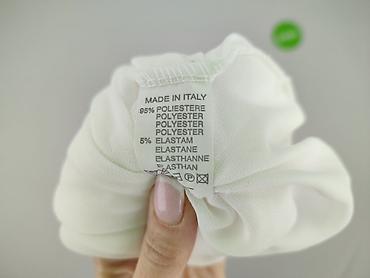 MADE IN ITALY
95% POLIESTERE
POLYESTER
POLYESTER
POLYESTER
5% ELASTAM
ELASTANE
ELASTHANNE
ELASTHAN
P